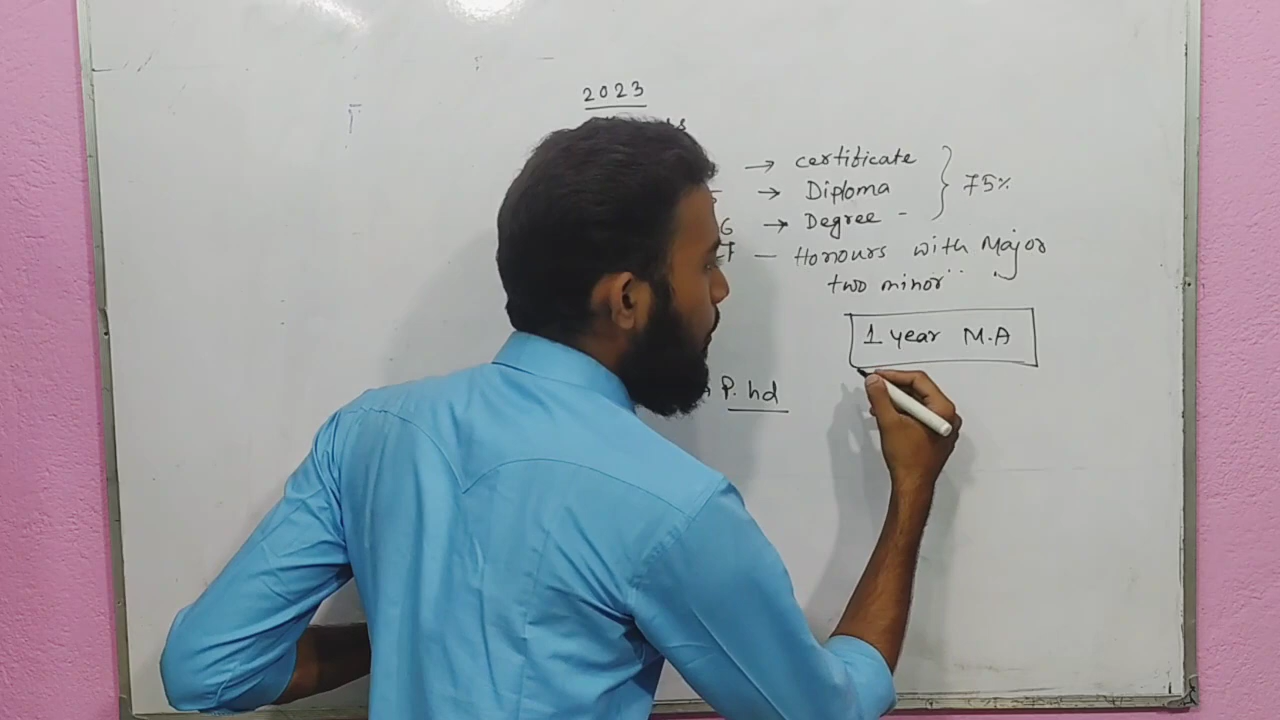 2023
→ certificate } 75%
→ Diploma
→ Degree -
— Honours with Major
two minor
1 year M.A
P.hd